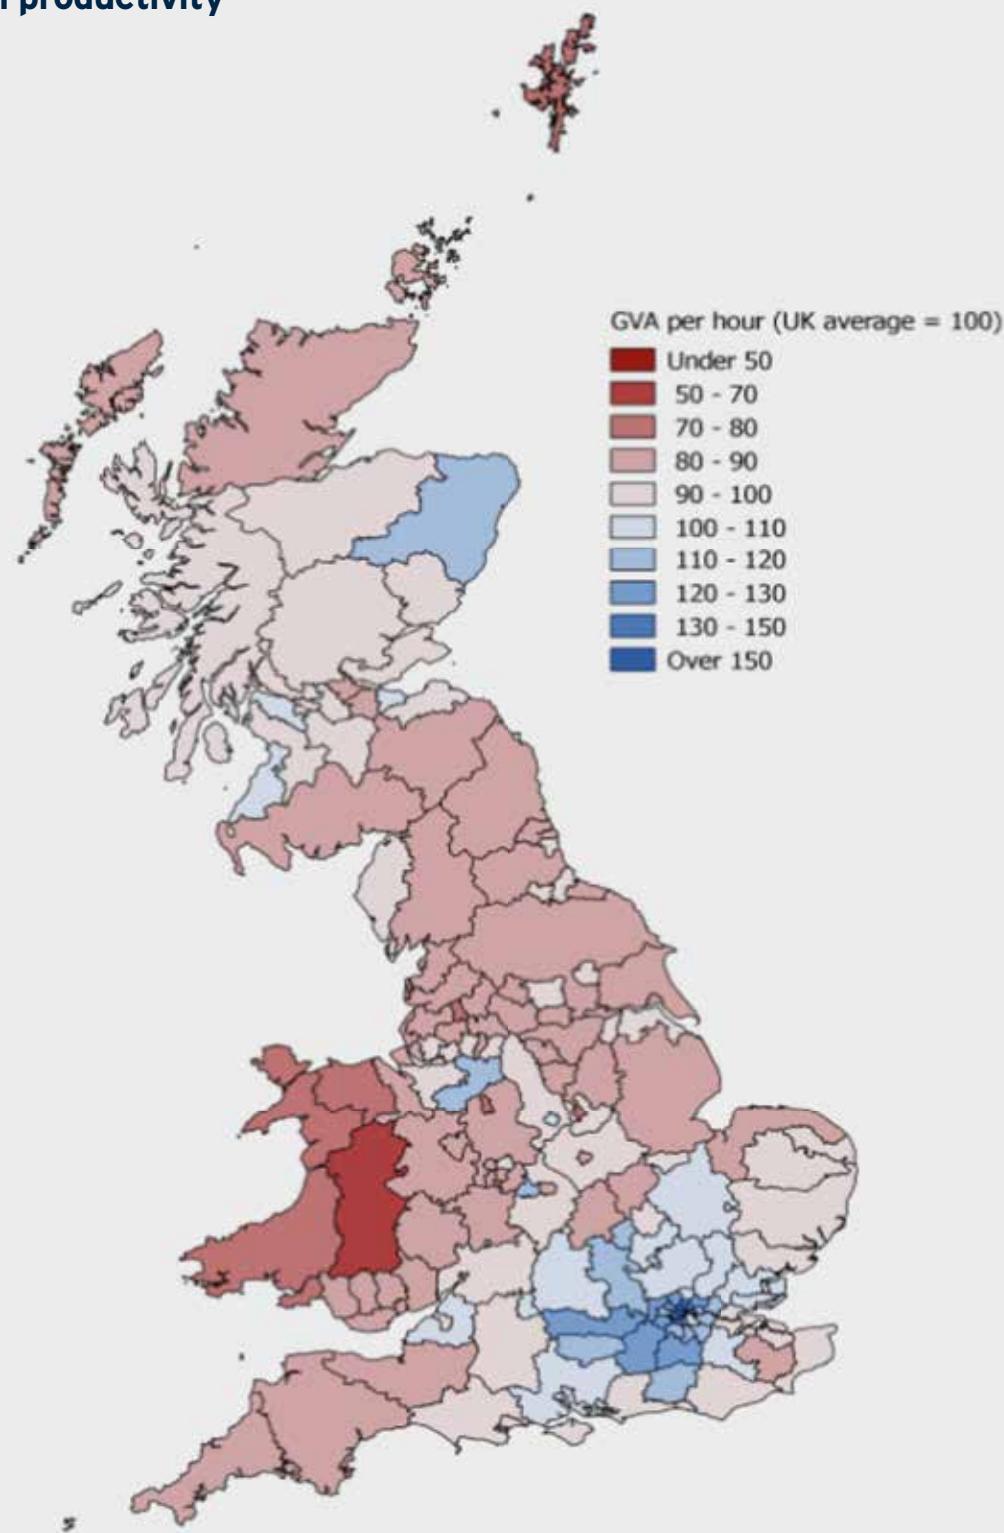 productivity
GVA per hour (UK average = 100)
Under 50
50 - 70
70 - 80
80 - 90
90 - 100
100 - 110
110 - 120
120 - 130
130 - 150
Over 150